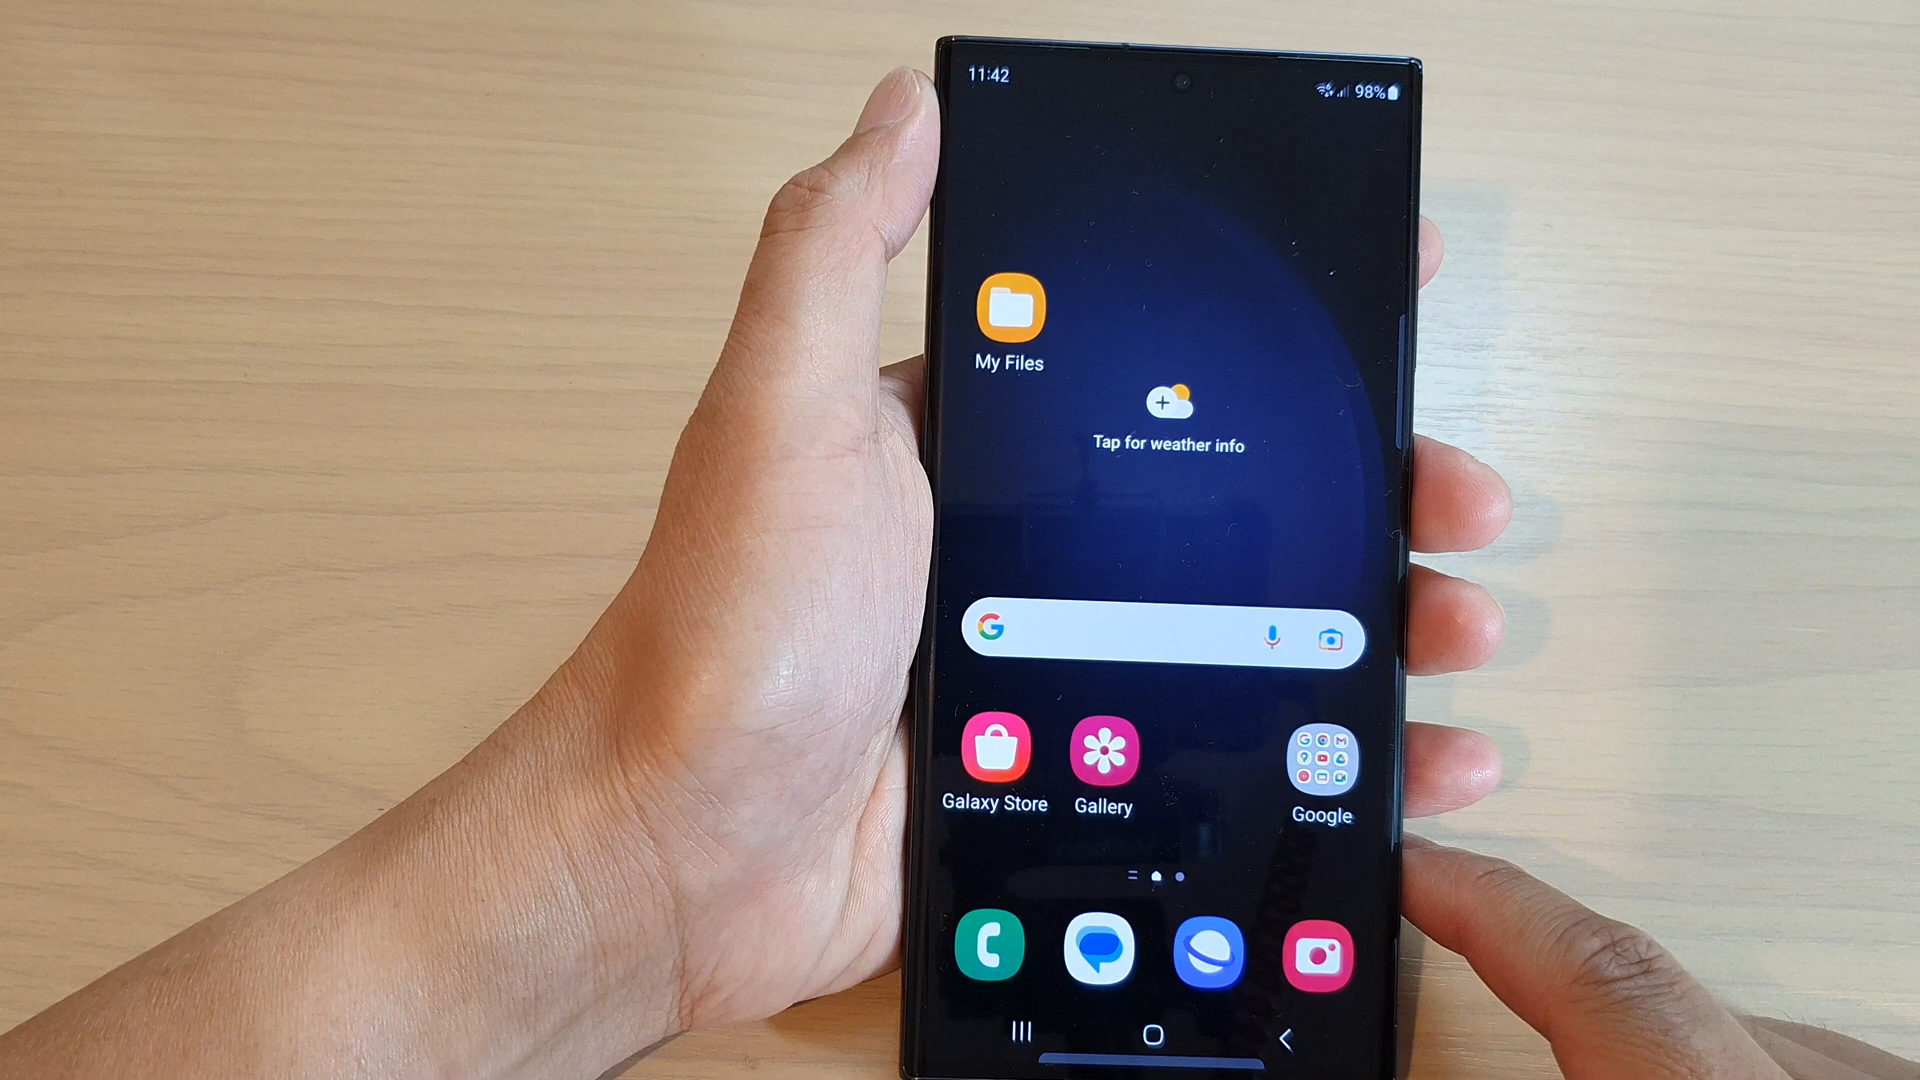 11:42
98%
My Files
Tap for weather info
G
Galaxy Store
Gallery
Google